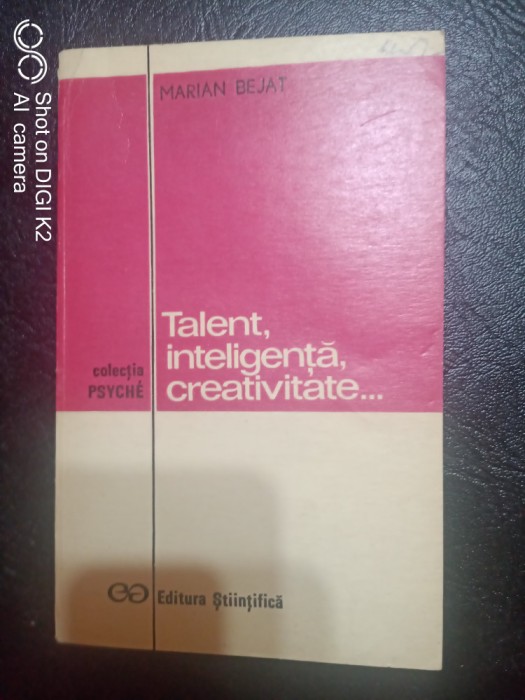 MARIAN BEJAT
Talent,
inteligență,
creativitate...
colecția
PSYCHÉ
Editura Științifică
Shot on DIGI K2
AI camera